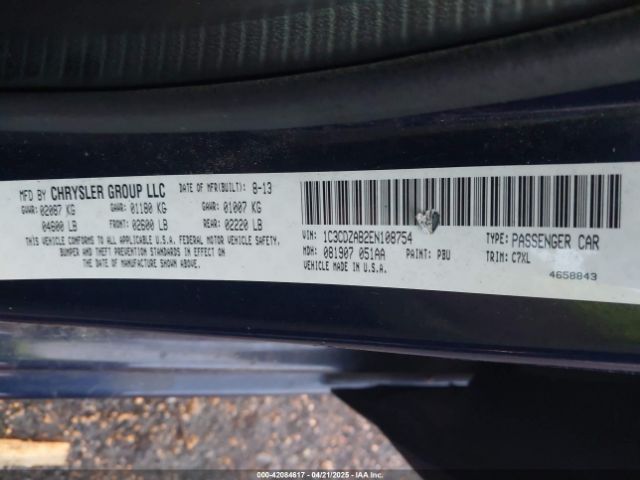 MFD BY CHRYSLER GROUP LLC DATE OF MFR(BUILT): 8-13
GVWR: 02087 KG GAWR: 01180 KG GAWR: 01007 KG
04600 LB FRONT: 02600 LB REAR: 02220 LB
THIS VEHICLE CONFORMS TO ALL APPLICABLE U.S.A. FEDERAL MOTOR VEHICLE SAFETY,
BUMPER AND THEFT PREVENTION STANDARDS IN EFFECT ON THE
DATE OF MANUFACTURE SHOWN ABOVE.
VIN: 1C3CDZAB2EN108754 TYPE: PASSENGER CAR
MDH: 081907 051AA PAINT: PBU TRIM: C7XL
VEHICLE MADE IN U.S.A. 4658843
000-42084617 - 04/21/2025 - IAAI.com